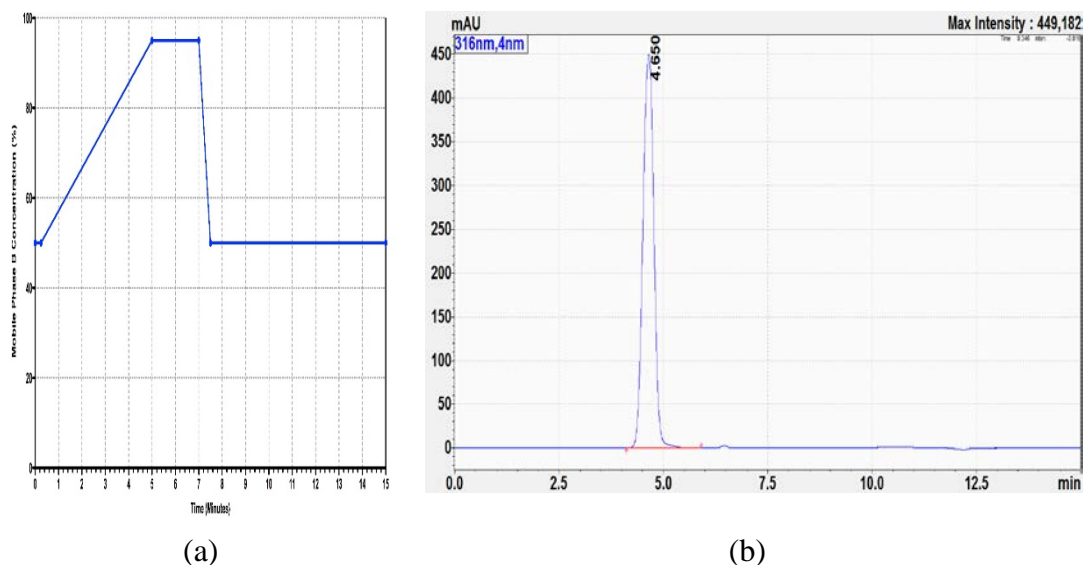 100
80
60
40
20
0
Mobile Phase B Concentration (%)
0 1 2 3 4 5 6 7 8 9 10 11 12 13 14 15
Time (Minutes)
(a)
mAU
Max Intensity : 449,182
316nm,4nm
4.650
450
400
350
300
250
200
150
100
50
0
0.0 2.5 5.0 7.5 10.0 12.5 min
(b)